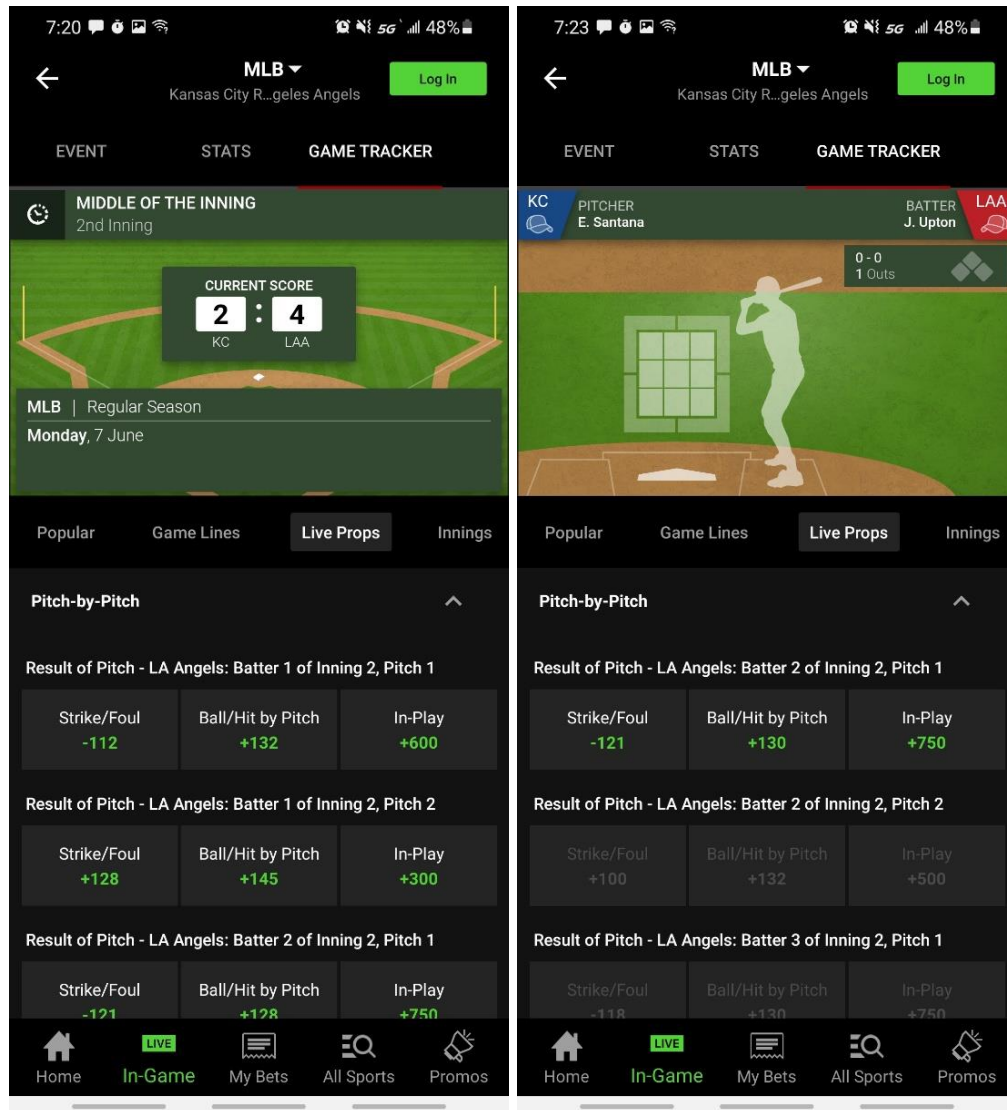 7:20 5G 48%
MLB
Kansas City R...geles Angels
Log In
EVENT STATS GAME TRACKER
MIDDLE OF THE INNING
2nd Inning
CURRENT SCORE
2 : 4
KC LAA
MLB | Regular Season
Monday, 7 June
Popular Game Lines Live Props Innings
Pitch-by-Pitch
Result of Pitch - LA Angels: Batter 1 of Inning 2, Pitch 1
Strike/Foul Ball/Hit by Pitch In-Play
-112 +132 +600
Result of Pitch - LA Angels: Batter 1 of Inning 2, Pitch 2
Strike/Foul Ball/Hit by Pitch In-Play
+128 +145 +300
Result of Pitch - LA Angels: Batter 2 of Inning 2, Pitch 1
Strike/Foul Ball/Hit by Pitch In-Play
-121 +128 +750
LIVE
Home In-Game My Bets All Sports Promos
7:23 5G 48%
MLB
Kansas City R...geles Angels
Log In
EVENT STATS GAME TRACKER
KC PITCHER BATTER LAA
E. Santana J. Upton
0 - 0
1 Outs
Popular Game Lines Live Props Innings
Pitch-by-Pitch
Result of Pitch - LA Angels: Batter 2 of Inning 2, Pitch 1
Strike/Foul Ball/Hit by Pitch In-Play
-121 +130 +750
Result of Pitch - LA Angels: Batter 2 of Inning 2, Pitch 2
Strike/Foul Ball/Hit by Pitch In-Play
+100 +132 +500
Result of Pitch - LA Angels: Batter 3 of Inning 2, Pitch 1
Strike/Foul Ball/Hit by Pitch In-Play
-118 +130 +750
LIVE
Home In-Game My Bets All Sports Promos